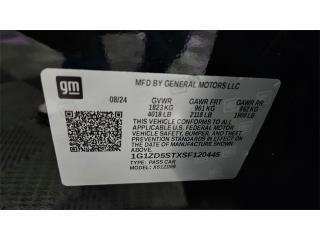 gm
MFD BY GENERAL MOTORS LLC
08/24 GVWR GAWR FRT GAWR RR
1823 KG 961 KG 862 KG
4018 LB 2118 LB 1900 LB
THIS VEHICLE CONFORMS TO ALL
APPLICABLE U.S. FEDERAL MOTOR
VEHICLE SAFETY, BUMPER, AND THEFT
PREVENTION STANDARDS IN EFFECT ON
THE DATE OF MANUFACTURE SHOWN
ABOVE.
1G1ZD5STXSF120445
TYPE: PASS CAR
MODEL: